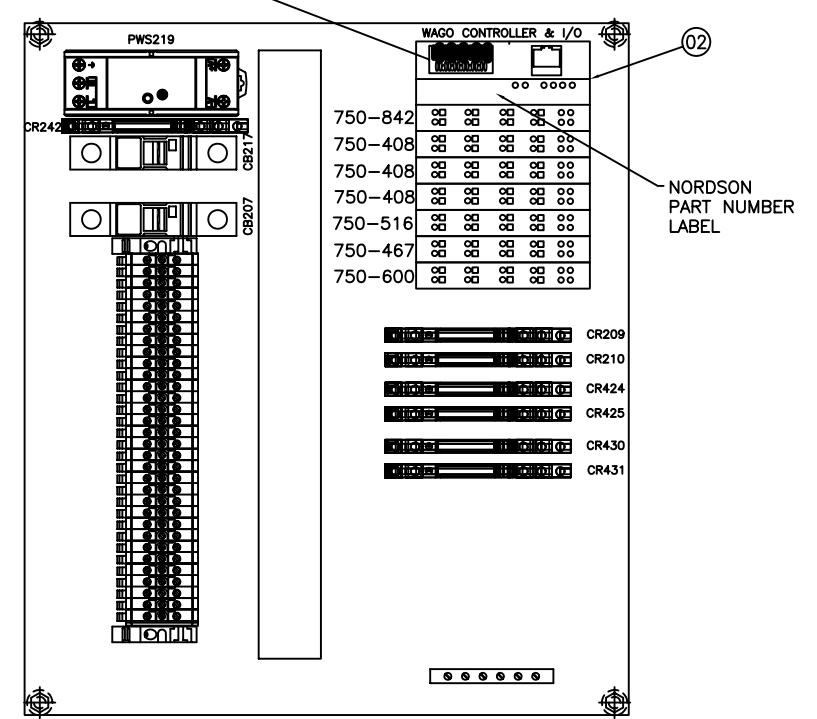 WAGO CONTROLLER & I/O
02
PWS219
CR242
CB217
CB207
750-842
750-408
750-408
750-408
750-516
750-467
750-600
NORDSON
PART NUMBER
LABEL
CR209
CR210
CR424
CR425
CR430
CR431